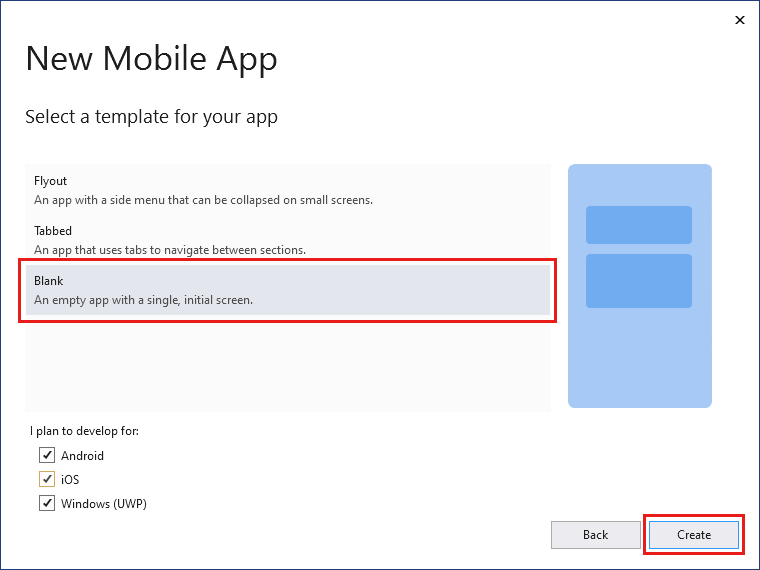 New Mobile App
Select a template for your app
Flyout
An app with a side menu that can be collapsed on small screens.
Tabbed
An app that uses tabs to navigate between sections.
Blank
An empty app with a single, initial screen.
I plan to develop for:
Android
iOS
Windows (UWP)
Back
Create